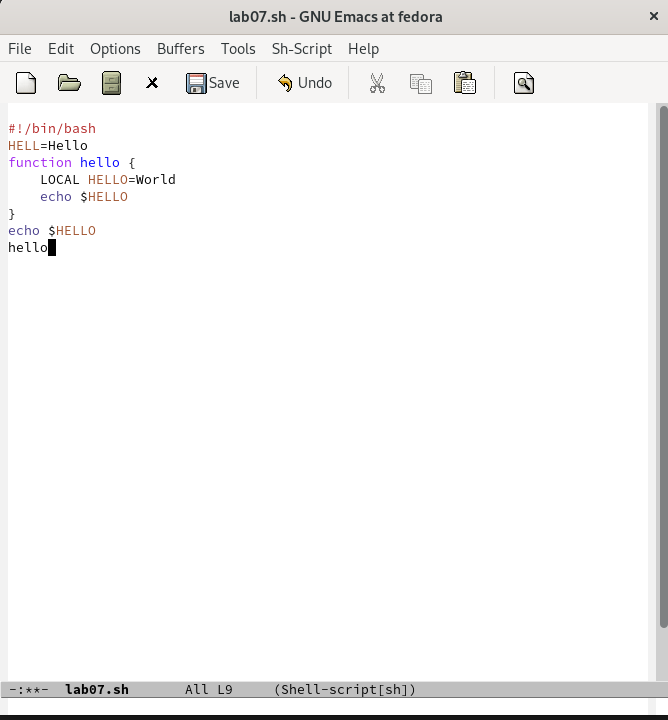 lab07.sh - GNU Emacs at fedora
File Edit Options Buffers Tools Sh-Script Help
Save Undo
#!/bin/bash
HELL=Hello
function hello {
    LOCAL HELLO=World
    echo $HELLO
}
echo $HELLO
hello
-:**- lab07.sh All L9 (Shell-script[sh])